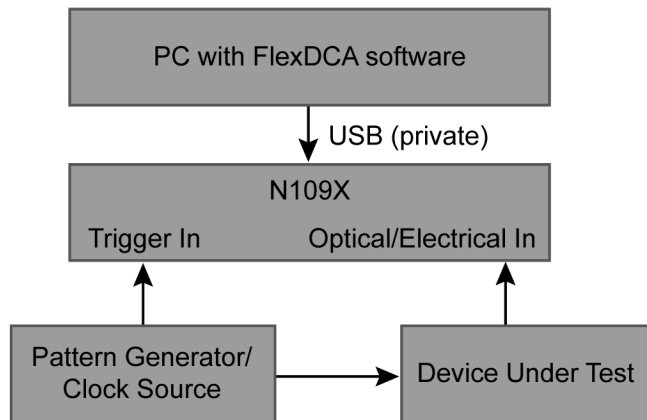 PC with FlexDCA software
USB (private)
N109X
Trigger In Optical/Electrical In
Pattern Generator/
Clock Source
Device Under Test